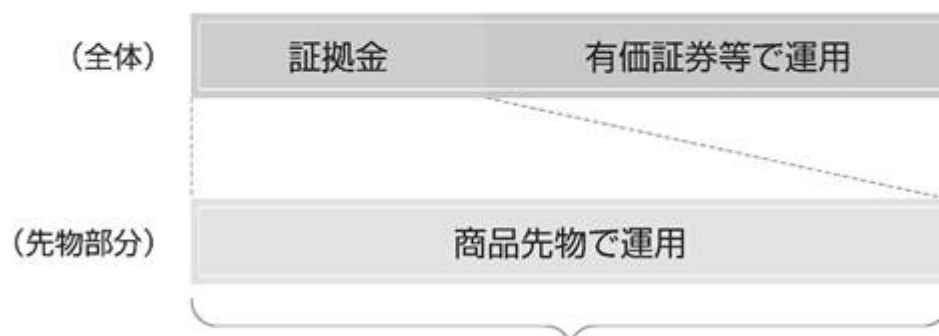 （全体）
証拠金
有価証券等で運用
（先物部分）
商品先物で運用